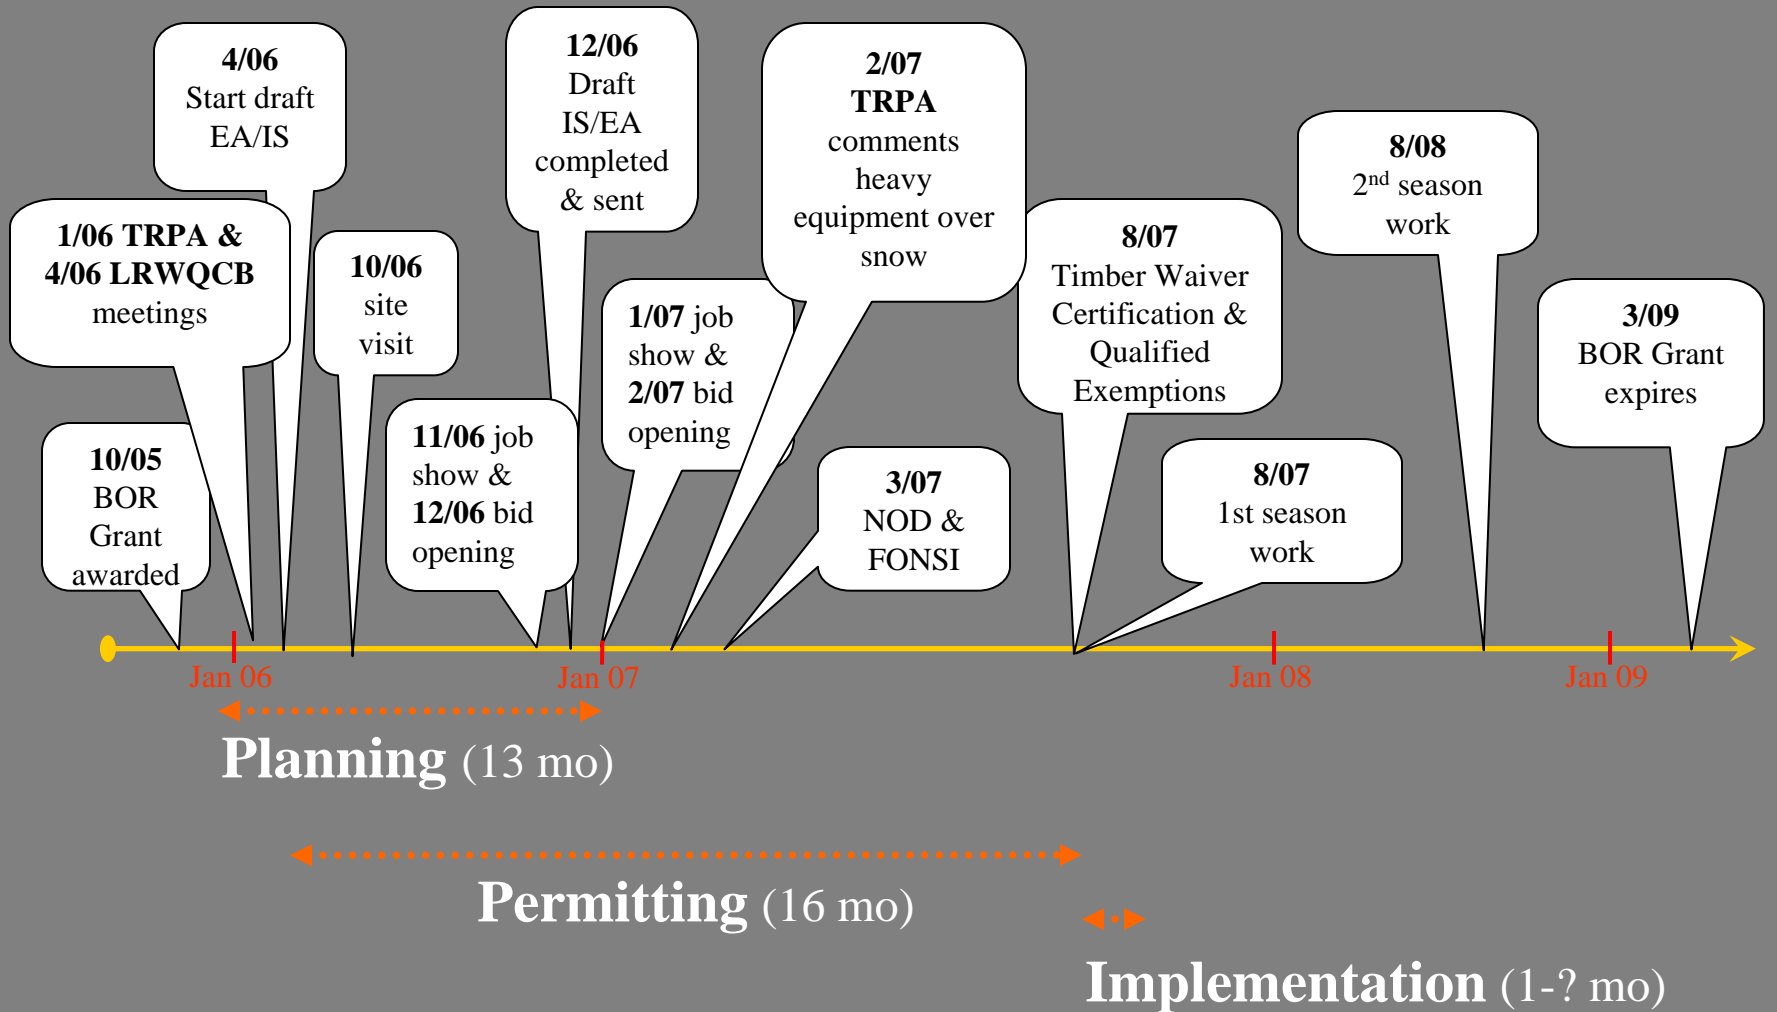 4/06
Start draft
EA/IS
12/06
Draft
IS/EA
completed
& sent
2/07
TRPA
comments
heavy
equipment over
snow
8/08
2nd season
work
1/06 TRPA &
4/06 LRWQCB
meetings
10/06
site
visit
1/07 job
show &
2/07 bid
opening
8/07
Timber Waiver
Certification &
Qualified
Exemptions
3/09
BOR Grant
expires
10/05
BOR
Grant
awarded
11/06 job
show &
12/06 bid
opening
3/07
NOD &
FONSI
8/07
1st season
work
Jan 06
Jan 07
Jan 08
Jan 09
Planning (13 mo)
Permitting (16 mo)
Implementation (1-? mo)